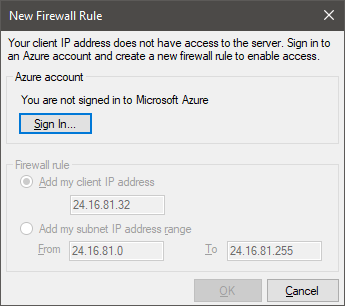 New Firewall Rule
Your client IP address does not have access to the server. Sign in to
an Azure account and create a new firewall rule to enable access.
Azure account
You are not signed in to Microsoft Azure
Sign In...
Firewall rule
Add my client IP address
24.16.81.32
Add my subnet IP address range
From 24.16.81.0 To 24.16.81.255
OK Cancel